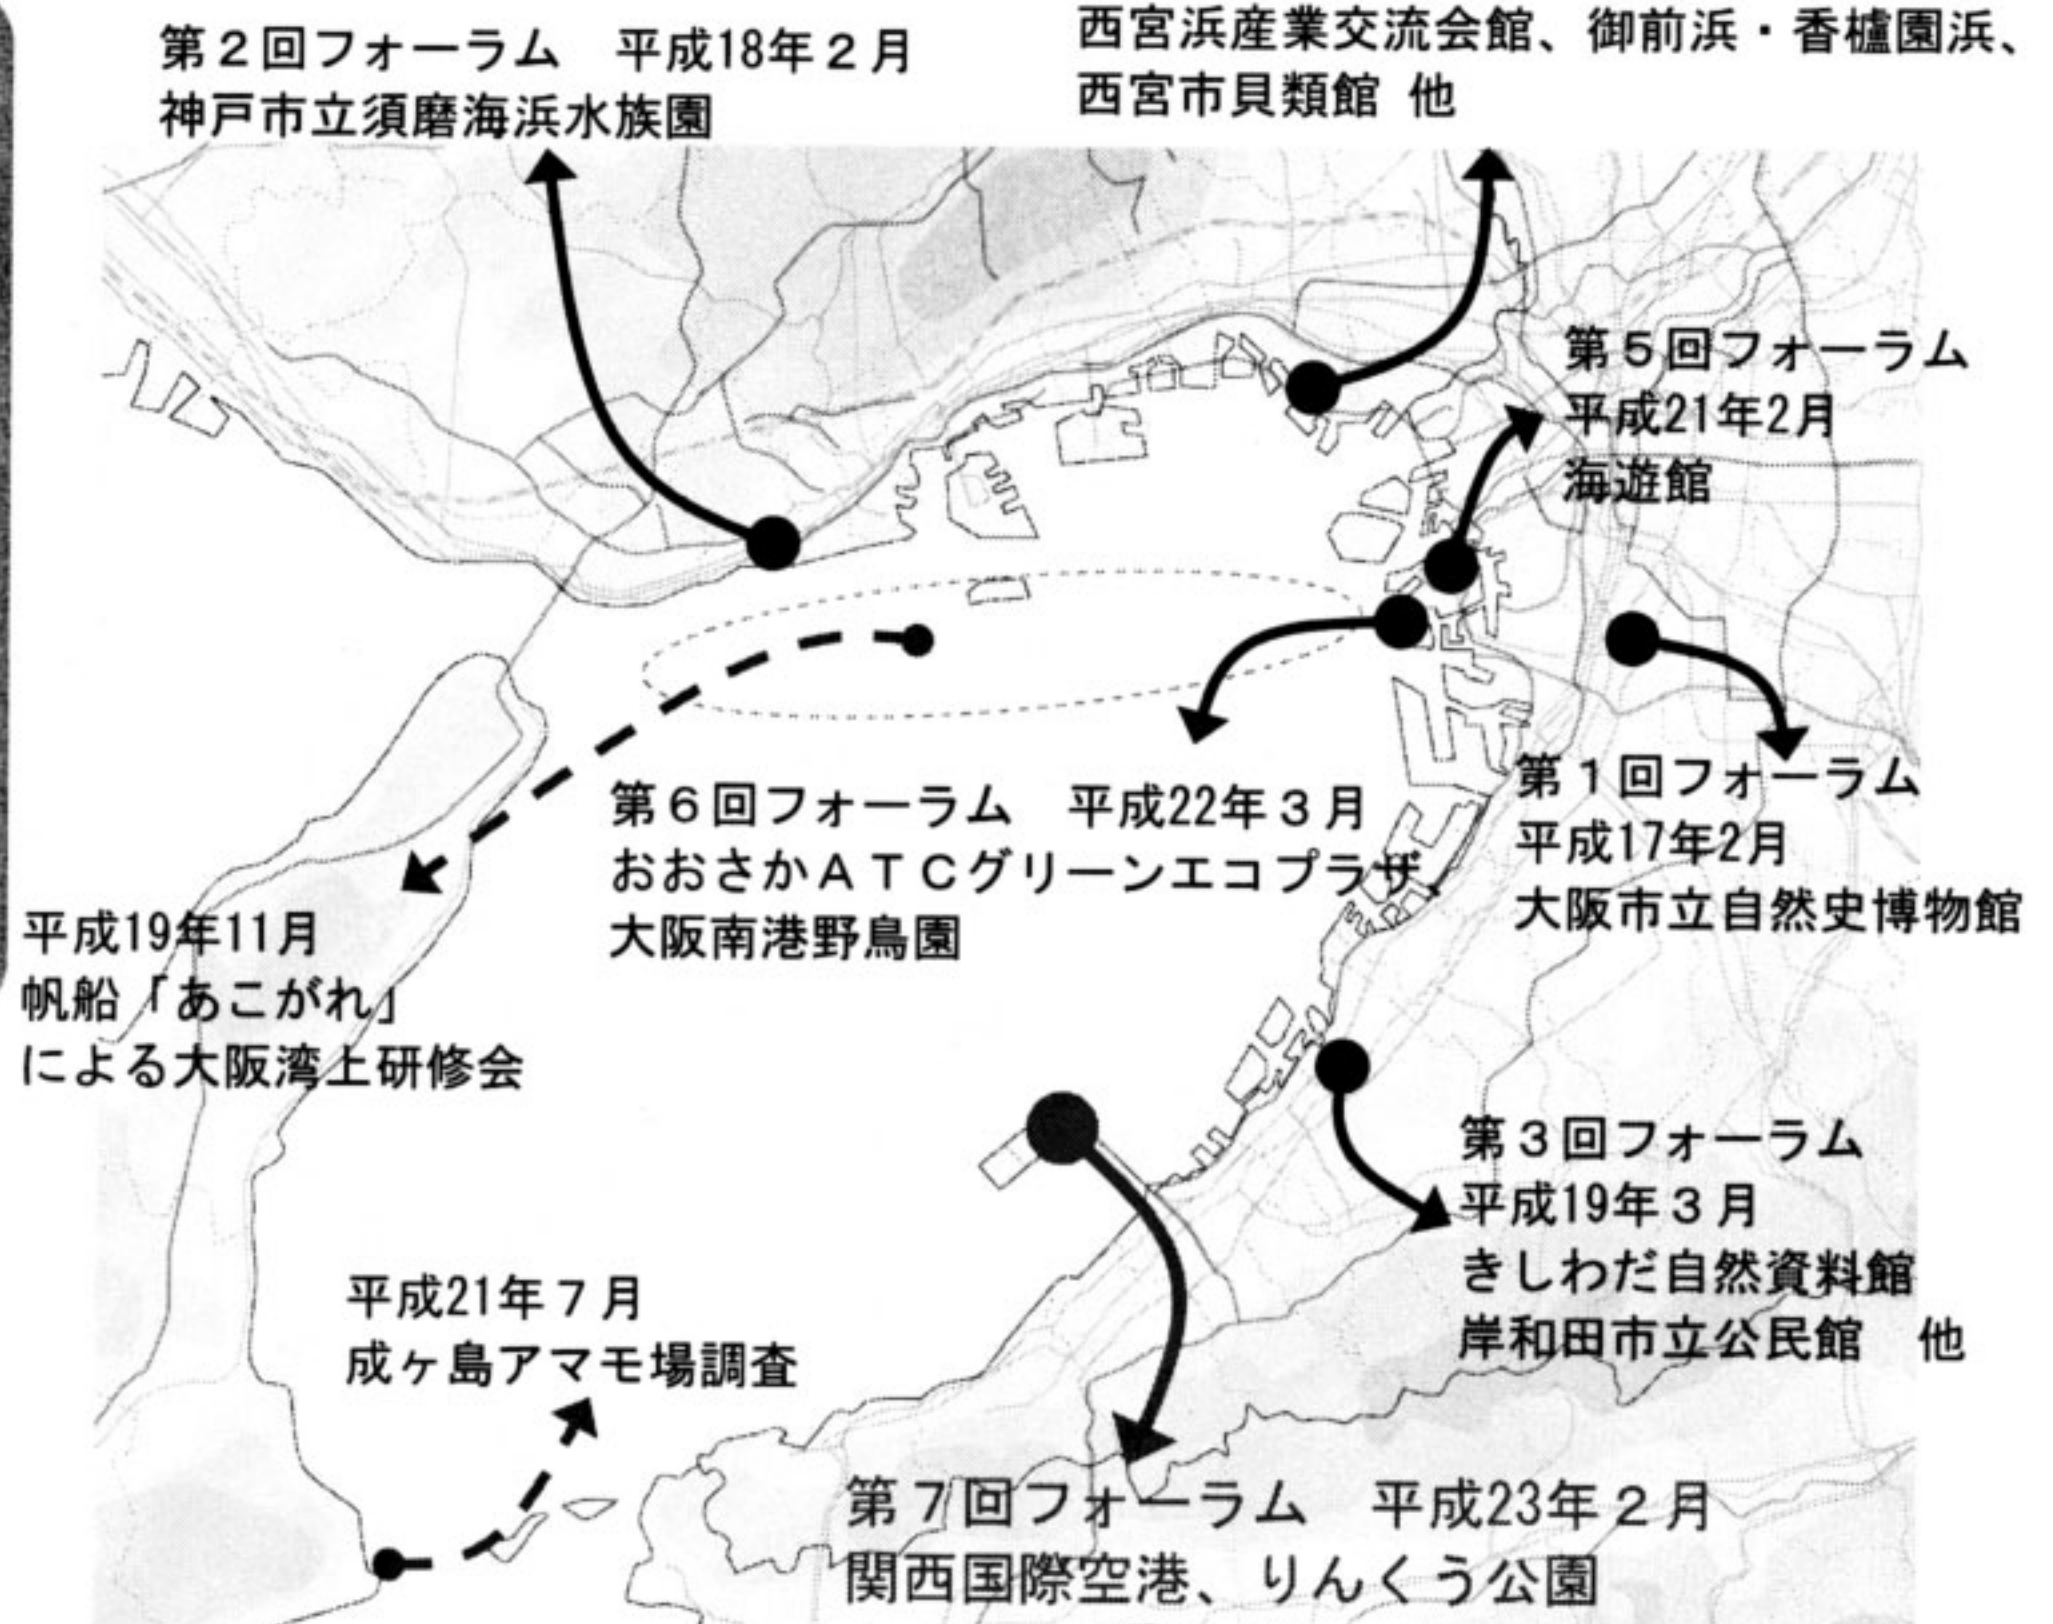 第２回フォーラム　平成18年２月
神戸市立須磨海浜水族園
西宮浜産業交流会館、御前浜・香櫨園浜、
西宮市貝類館 他
第５回フォーラム
平成21年2月
海遊館
第６回フォーラム　平成22年３月
おおさかＡＴＣグリーンエコプラザ、
大阪南港野鳥園
第１回フォーラム
平成17年2月
大阪市立自然史博物館
平成19年11月
帆船「あこがれ」
による大阪湾上研修会
第３回フォーラム
平成19年３月
きしわだ自然資料館
岸和田市立公民館　他
平成21年７月
成ヶ島アマモ場調査
第７回フォーラム　平成23年２月
関西国際空港、りんくう公園